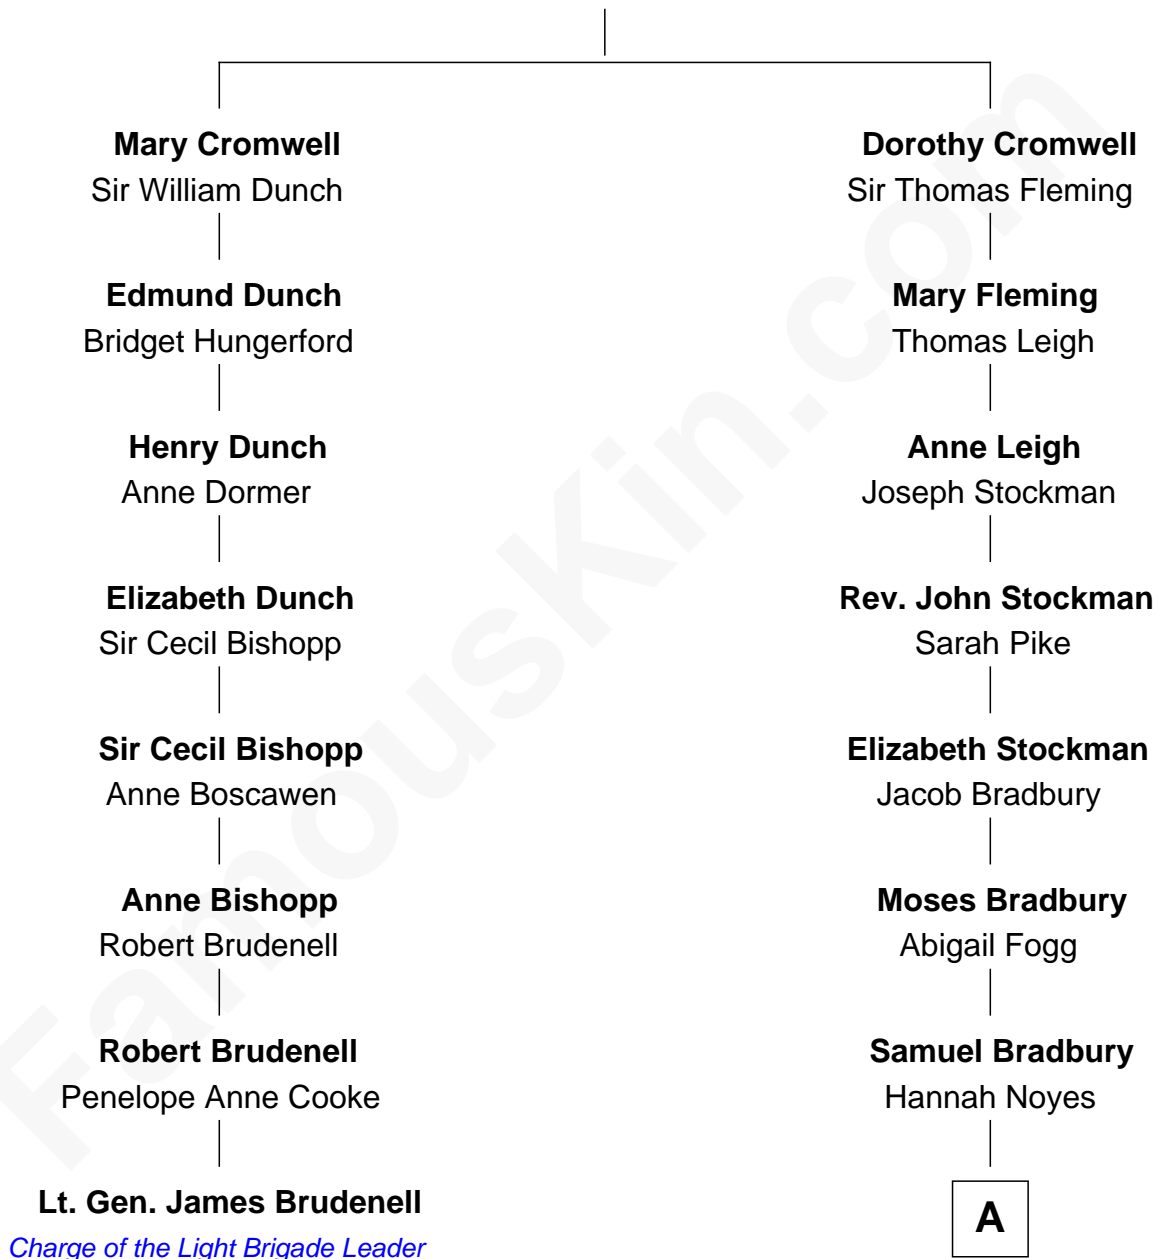 Mary Cromwell
Sir William Dunch
Edmund Dunch
Bridget Hungerford
Henry Dunch
Anne Dormer
Elizabeth Dunch
Sir Cecil Bishopp
Sir Cecil Bishopp
Anne Boscawen
Anne Bishopp
Robert Brudenell
Robert Brudenell
Penelope Anne Cooke
Lt. Gen. James Brudenell
Charge of the Light Brigade Leader
Dorothy Cromwell
Sir Thomas Fleming
Mary Fleming
Thomas Leigh
Anne Leigh
Joseph Stockman
Rev. John Stockman
Sarah Pike
Elizabeth Stockman
Jacob Bradbury
Moses Bradbury
Abigail Fogg
Samuel Bradbury
Hannah Noyes
A
FamousKin.com